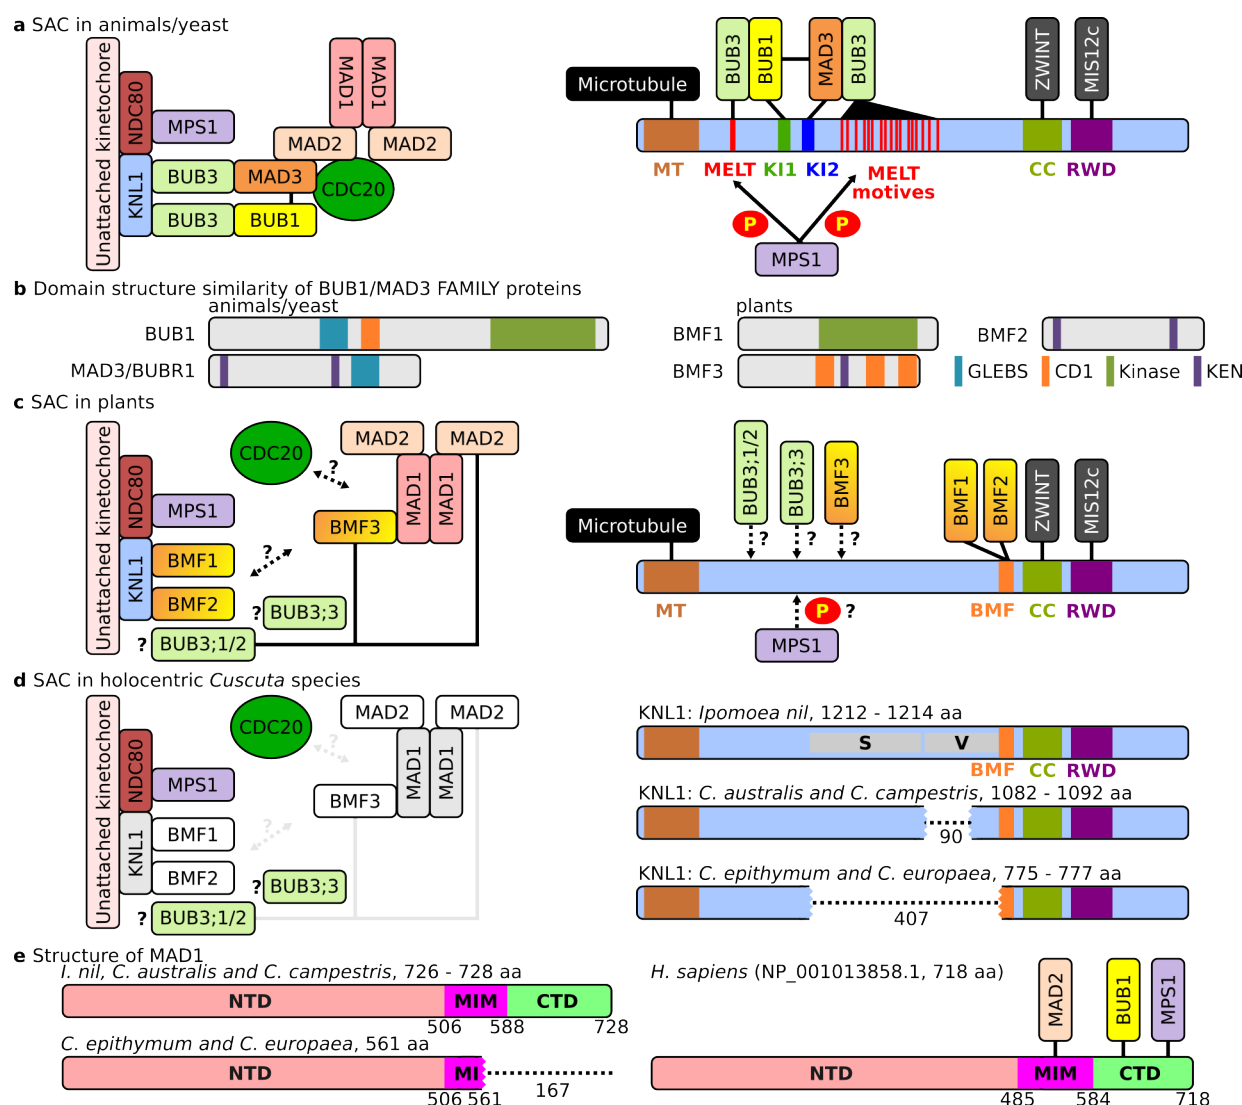 a SAC in animals/yeast
Unattached kinetochore
NDC80
KNL1
MPS1
BUB3
MAD3
BUB3
BUB1
MAD1
MAD1
MAD2
MAD2
CDC20
Microtubule
BUB3
BUB1
MAD3
BUB3
ZWINT
MIS12c
MT
MELT
KI1
KI2
MELT
motives
CC
RWD
P
P
MPS1
b Domain structure similarity of BUB1/MAD3 FAMILY proteins
animals/yeast
BUB1
MAD3/BUBR1
plants
BMF1
BMF3
BMF2
GLEBS
CD1
Kinase
KEN
c SAC in plants
Unattached kinetochore
NDC80
KNL1
MPS1
BMF1
BMF2
? BUB3;1/2
? BUB3;3
?
CDC20
?
BMF3
MAD2
MAD2
MAD1
MAD1
Microtubule
BUB3;1/2
BUB3;3
BMF3
?
?
?
BMF1
BMF2
ZWINT
MIS12c
MT
BMF
CC
RWD
P ?
MPS1
d SAC in holocentric Cuscuta species
Unattached kinetochore
NDC80
KNL1
MPS1
BMF1
BMF2
? BUB3;1/2
? BUB3;3
?
CDC20
?
BMF3
MAD2
MAD2
MAD1
MAD1
KNL1: Ipomoea nil, 1212 - 1214 aa
S
V
BMF
CC
RWD
KNL1: C. australis and C. campestris, 1082 - 1092 aa
90
KNL1: C. epithymum and C. europaea, 775 - 777 aa
407
e Structure of MAD1
I. nil, C. australis and C. campestris, 726 - 728 aa
NTD
MIM
CTD
506
588
728
C. epithymum and C. europaea, 561 aa
NTD
MI
506
561
167
H. sapiens (NP_001013858.1, 718 aa)
MAD2
BUB1
MPS1
NTD
MIM
CTD
485
584
718